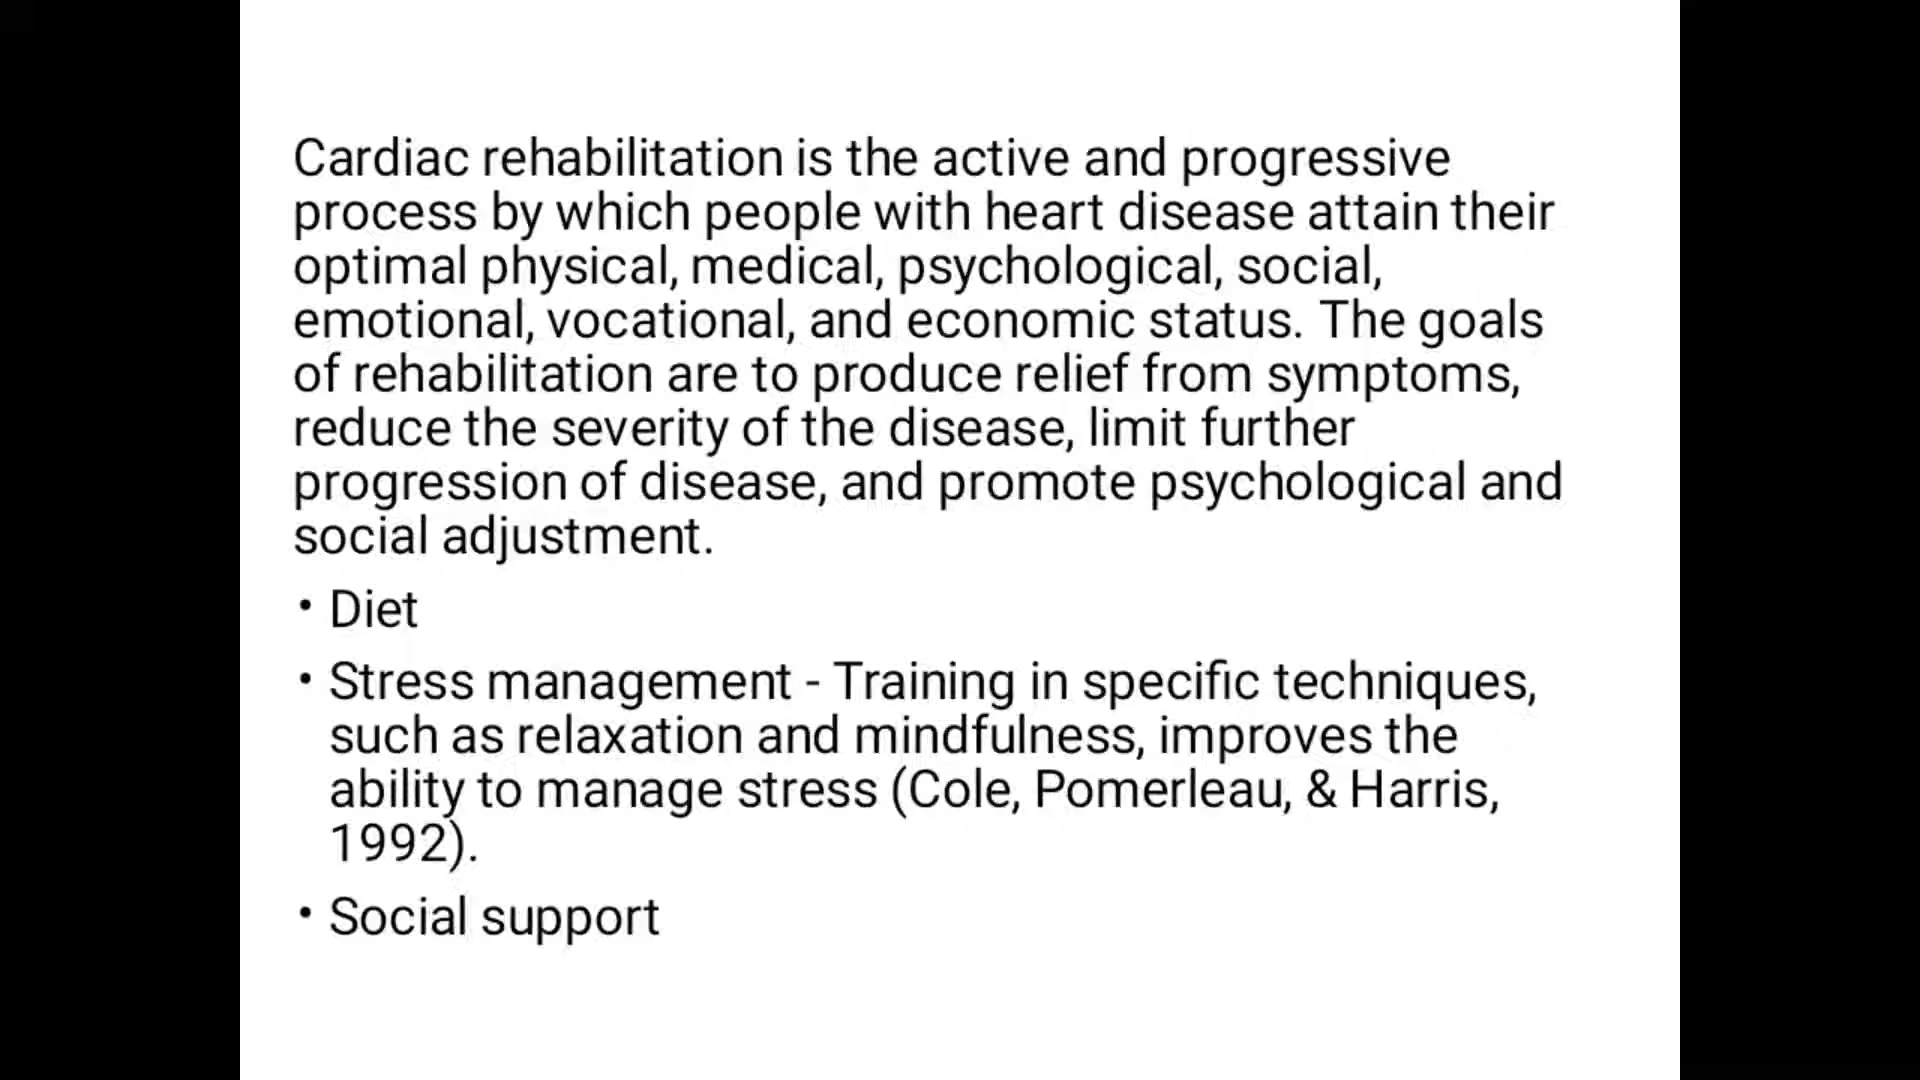 Cardiac rehabilitation is the active and progressive
process by which people with heart disease attain their
optimal physical, medical, psychological, social,
emotional, vocational, and economic status. The goals
of rehabilitation are to produce relief from symptoms,
reduce the severity of the disease, limit further
progression of disease, and promote psychological and
social adjustment.
• Diet
• Stress management - Training in specific techniques,
such as relaxation and mindfulness, improves the
ability to manage stress (Cole, Pomerleau, & Harris,
1992).
• Social support